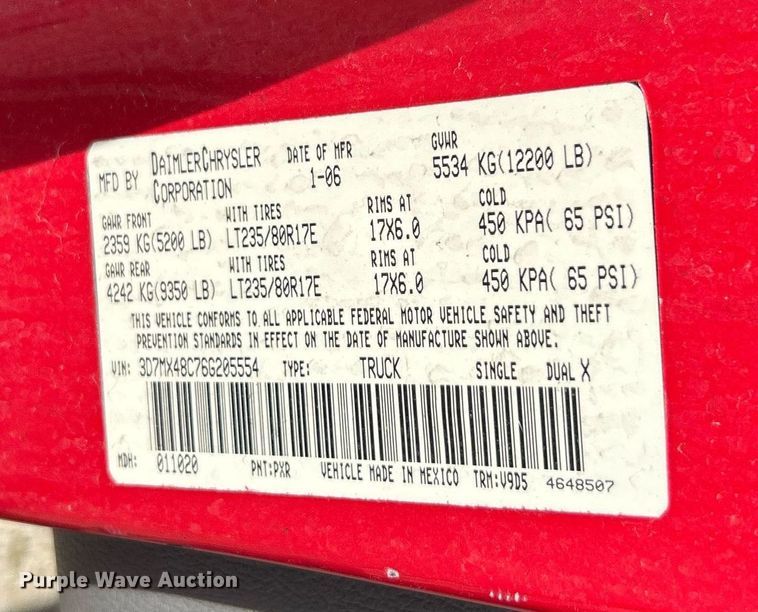 MFD BY DAIMLERCHRYSLER CORPORATION DATE OF MFR 1-06 GVWR 5534 KG(12200 LB)
GAWR FRONT WITH TIRES RIMS AT COLD
2359 KG(5200 LB) LT235/80R17E 17X6.0 450 KPA( 65 PSI)
GAWR REAR WITH TIRES RIMS AT COLD
4242 KG(9350 LB) LT235/80R17E 17X6.0 450 KPA( 65 PSI)
THIS VEHICLE CONFORMS TO ALL APPLICABLE FEDERAL MOTOR VEHICLE SAFETY AND THEFT
PREVENTION STANDARDS IN EFFECT ON THE DATE OF MANUFACTURE SHOWN ABOVE.
VIN: 3D7MX48C76G205554 TYPE: TRUCK SINGLE DUAL X
MDH: 011020 PNT:PXR VEHICLE MADE IN MEXICO TRM:V9D5 4648507
Purple Wave Auction